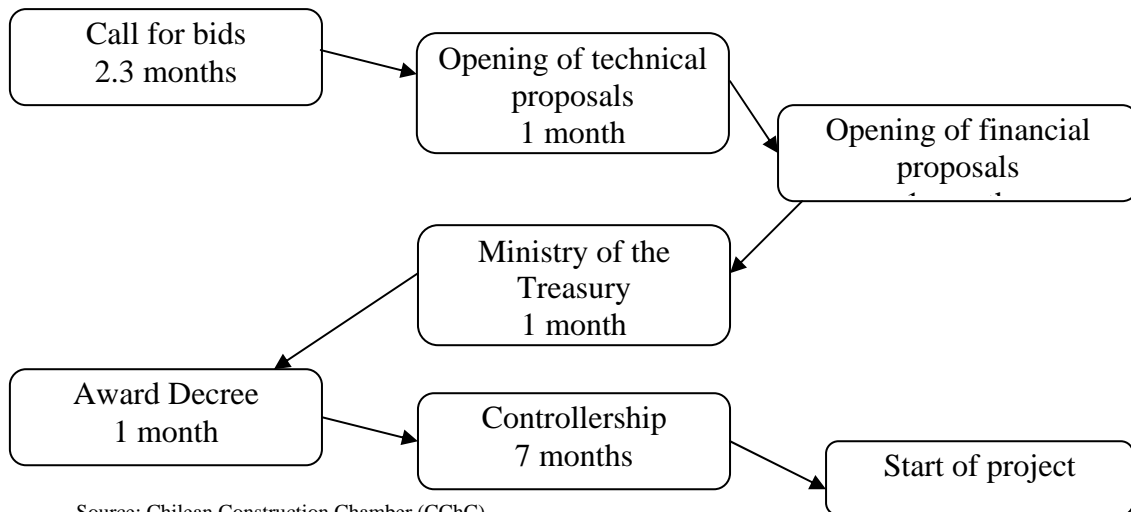 Call for bids
2.3 months
Opening of technical
proposals
1 month
Opening of financial
proposals
Ministry of the
Treasury
1 month
Award Decree
1 month
Controllership
7 months
Start of project
Source: Chilean Construction Chamber (CChC)